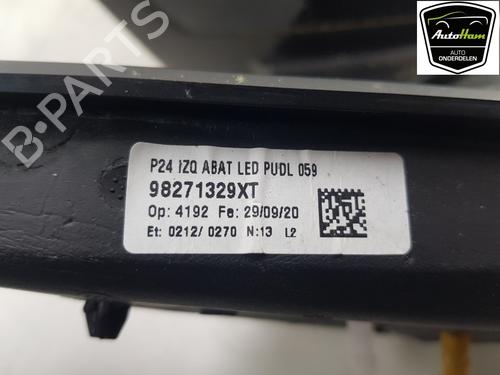 AutoHam
AUTO
ONDERDELEN
B-PARTS
P24 IZQ ABAT LED PUDL 059
98271329XT
Op: 4192 Fe: 29/09/20
Et: 0212/ 0270 N:13 L2